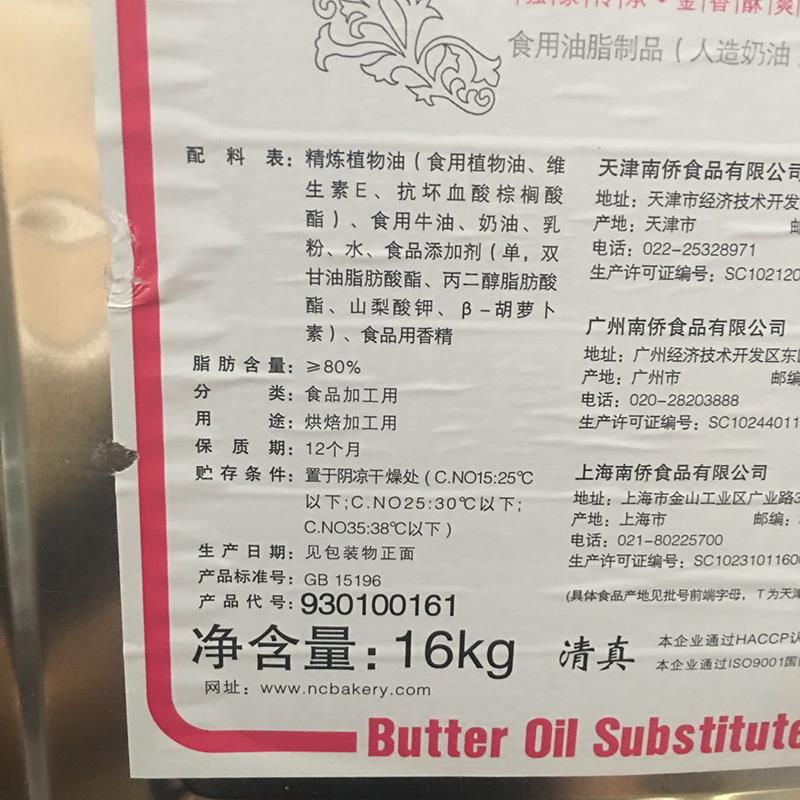 食用油脂制品（人造奶油
配料表：精炼植物油（食用植物油、维
生素E、抗坏血酸棕榈酸
酯）、食用牛油、奶油、乳
粉、水、食品添加剂（单，双
甘油脂肪酸酯、丙二醇脂肪酸
酯、山梨酸钾、β-胡萝卜
素）、食品用香精
脂肪含量：≥80%
分类：食品加工用
用途：烘焙加工用
保质期：12个月
贮存条件：置于阴凉干燥处（C.NO15:25℃
以下;C.NO25:30℃以下;
C.NO35:38℃以下）
生产日期：见包装物正面
产品标准号：GB 15196
产品代号：930100161
净含量：16kg
网址：www.ncbakery.com
天津南侨食品有限公司
地址：天津市经济技术开发
产地：天津市 邮
电话：022-25328971
生产许可证编号：SC102120
广州南侨食品有限公司
地址：广州经济技术开发区东
产地：广州市 邮编
电话：020-28203888
生产许可证编号：SC10244011
上海南侨食品有限公司
地址：上海市金山工业区广业路3
产地：上海市 邮编：
电话：021-80225700
生产许可证编号：SC102310116
(具体食品产地见批号前端字母，T为天津
清真
本企业通过HACCP认
本企业通过ISO9001国
Butter Oil Substitute